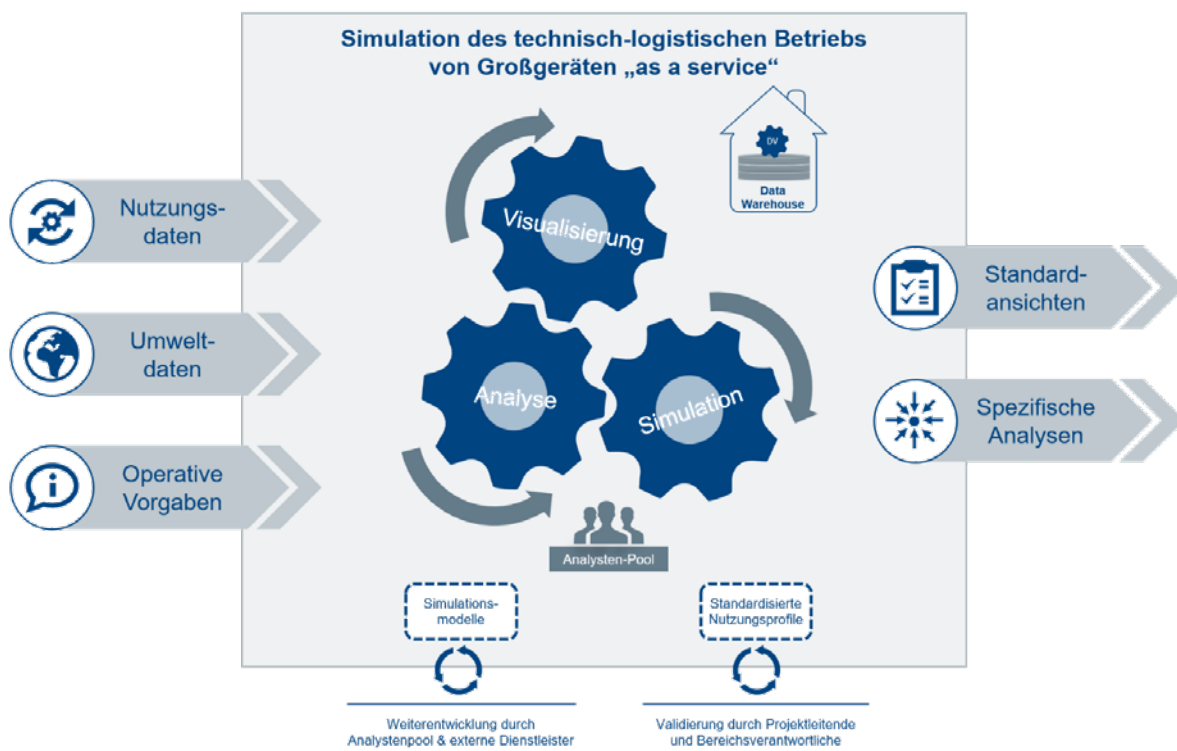 Simulation des technisch-logistischen Betriebs
von Großgeräten „as a service“
DV
Data
Warehouse
Nutzungs-
daten
Umwelt-
daten
Operative
Vorgaben
Visualisierung
Analyse
Simulation
Standard-
ansichten
Spezifische
Analysen
Analysten-Pool
Simulations-
modelle
Standardisierte
Nutzungsprofile
Weiterentwicklung durch
Analystenpool & externe Dienstleister
Validierung durch Projektleitende
und Bereichsverantwortliche